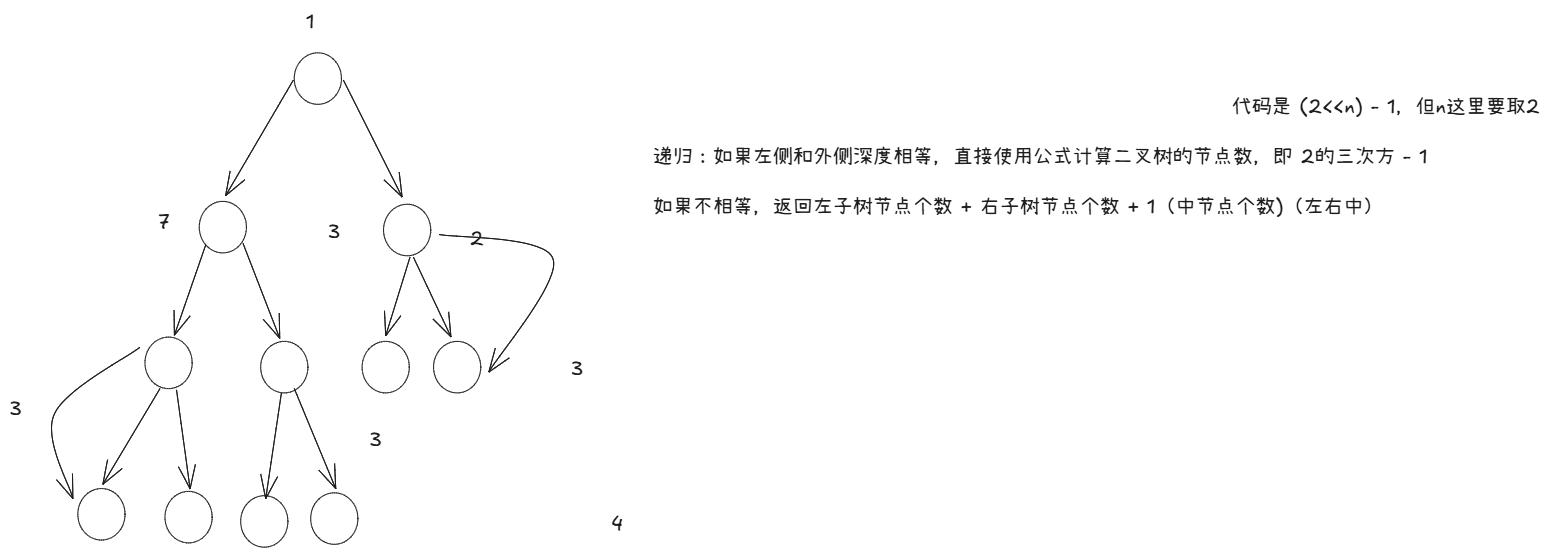 1
代码是 (2<<n) - 1, 但n这里要取2
递归：如果左侧和外侧深度相等, 直接使用公式计算二叉树的节点数, 即 2的三次方 - 1
如果不相等, 返回左子树节点个数 + 右子树节点个数 + 1（中节点个数)（左右中）
7
3
2
3
3
3
4